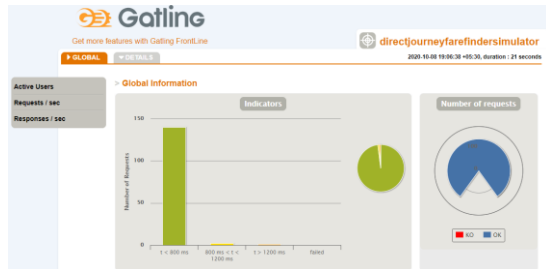 Gatling
Get more features with Gatling FrontLine
directjourneyfarefindersimulator
GLOBAL
DETAILS
2020-10-08 19:06:38 +05:30, duration : 21 seconds
Active Users
Requests / sec
Responses / sec
> Global Information
Indicators
Number of requests
150
100
50
0
Number of Requests
t < 800 ms
800 ms < t < 1200 ms
t > 1200 ms
failed
KO
OK